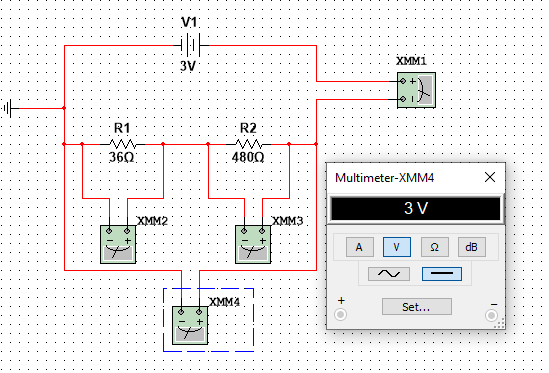 V1
3V
XMM1
R1
R2
36Ω
480Ω
XMM2
XMM3
XMM4
Multimeter-XMM4
3 V
A
V
Ω
dB
+
Set...
−